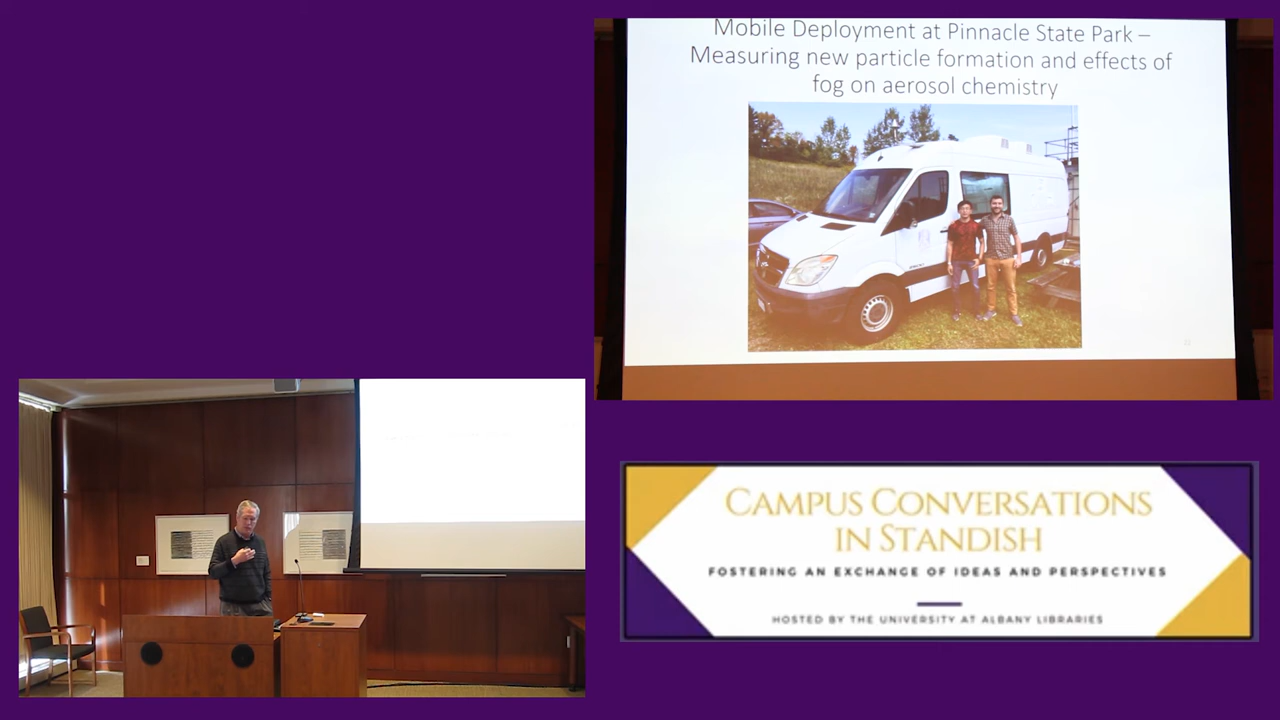 Mobile Deployment at Pinnacle State Park –
Measuring new particle formation and effects of
fog on aerosol chemistry
CAMPUS CONVERSATIONS
IN STANDISH
FOSTERING AN EXCHANGE OF IDEAS AND PERSPECTIVES
HOSTED BY THE UNIVERSITY AT ALBANY LIBRARIES